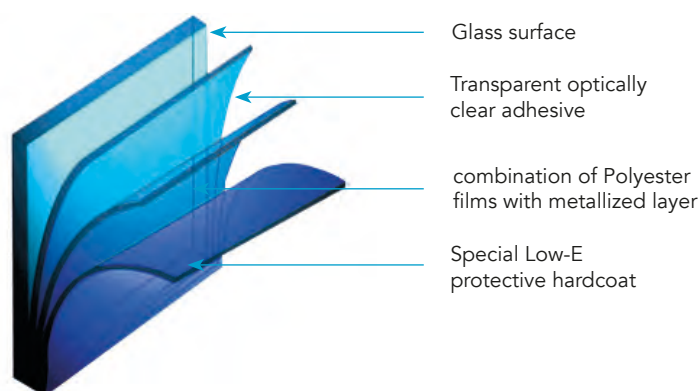 Glass surface
Transparent optically
clear adhesive
combination of Polyester
films with metallized layer
Special Low-E
protective hardcoat